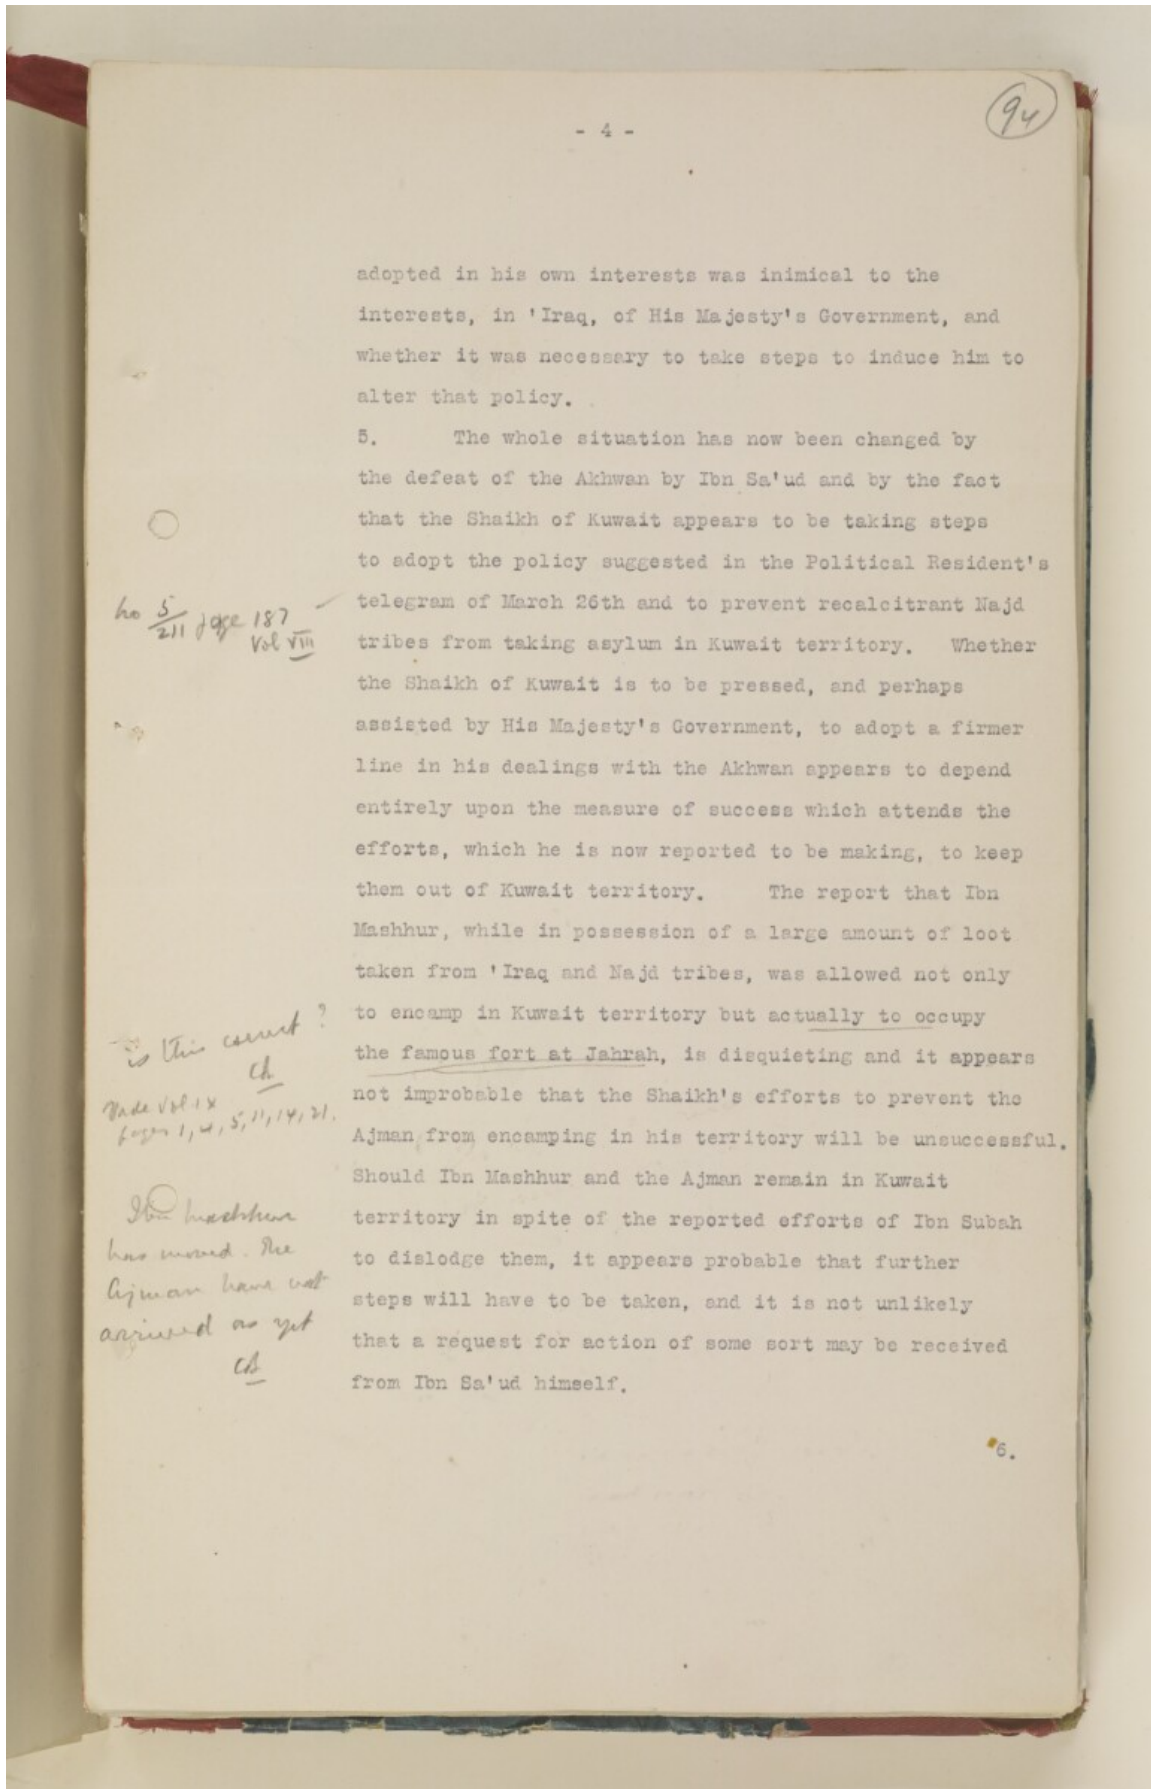 94
- 4 -
adopted in his own interests was inimical to the
interests, in 'Iraq, of His Majesty's Government, and
whether it was necessary to take steps to induce him to
alter that policy.
5. The whole situation has now been changed by
the defeat of the Akhwan by Ibn Sa'ud and by the fact
that the Shaikh of Kuwait appears to be taking steps
to adopt the policy suggested in the Political Resident's
telegram of March 26th and to prevent recalcitrant Najd
tribes from taking asylum in Kuwait territory. Whether
the Shaikh of Kuwait is to be pressed, and perhaps
assisted by His Majesty's Government, to adopt a firmer
line in his dealings with the Akhwan appears to depend
entirely upon the measure of success which attends the
efforts, which he is now reported to be making, to keep
them out of Kuwait territory. The report that Ibn
Mashhur, while in possession of a large amount of loot
taken from 'Iraq and Najd tribes, was allowed not only
to encamp in Kuwait territory but actually to occupy
the famous fort at Jahrah, is disquieting and it appears
not improbable that the Shaikh's efforts to prevent the
Ajman from encamping in his territory will be unsuccessful.
Should Ibn Mashhur and the Ajman remain in Kuwait
territory in spite of the reported efforts of Ibn Subah
to dislodge them, it appears probable that further
steps will have to be taken, and it is not unlikely
that a request for action of some sort may be received
from Ibn Sa'ud himself.
6.
No 5/211 page 187
Vol VIII
is this correct?
Vol IX
pages 1, 4, 5, 11, 14, 21.
Ibn Mashhur
has moved. The
Ajman have not
arrived as yet